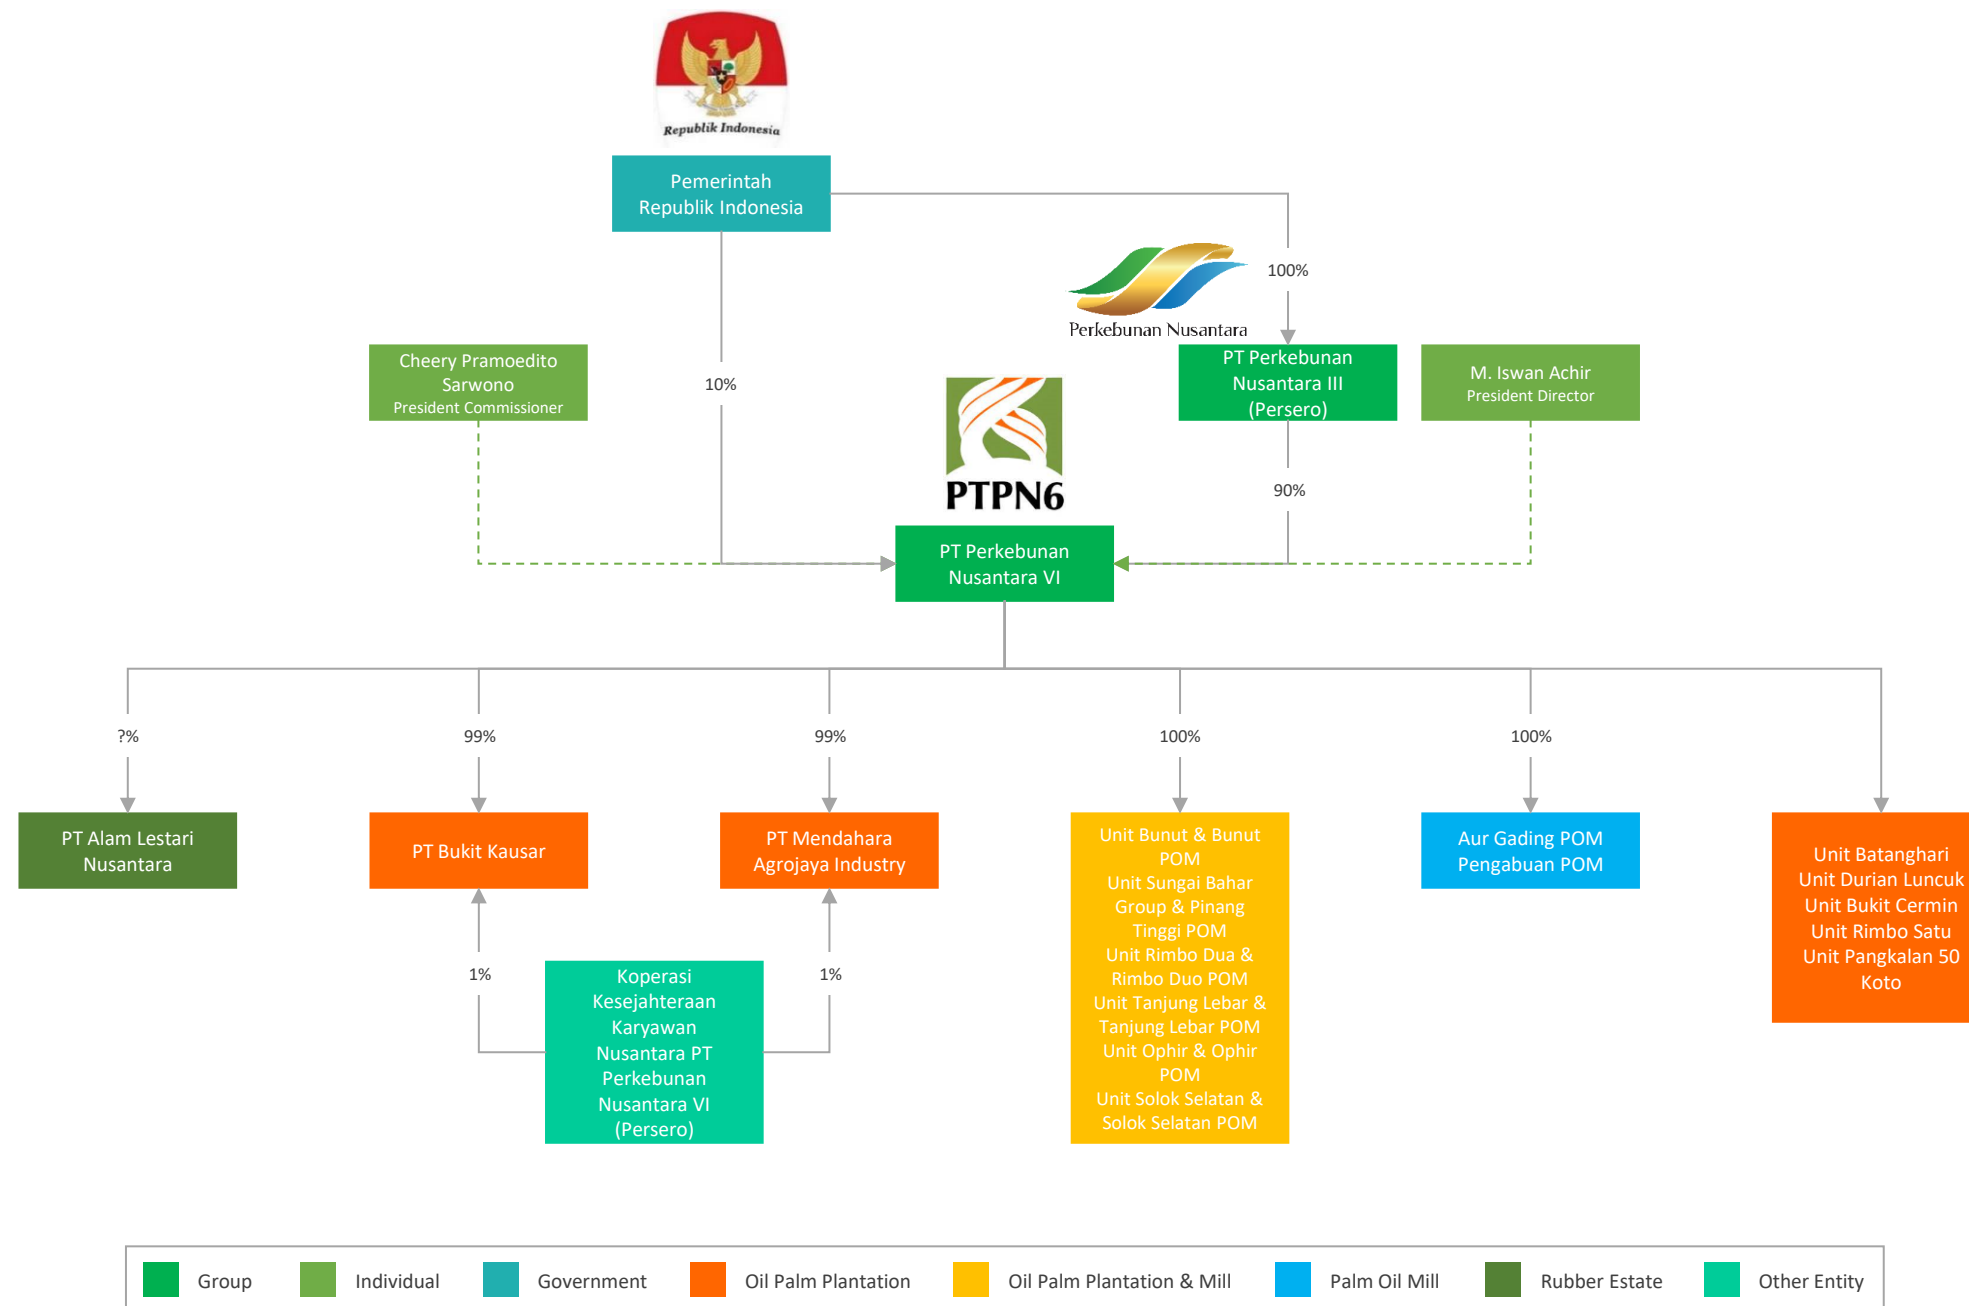 Republik Indonesia
Pemerintah
Republik Indonesia
100%
Perkebunan Nusantara
Cheery Pramoedito
Sarwono
President Commissioner
10%
PT Perkebunan
Nusantara III
(Persero)
M. Iswan Achir
President Director
PTPN6
90%
PT Perkebunan
Nusantara VI
?%
99%
99%
100%
100%
PT Alam Lestari
Nusantara
PT Bukit Kausar
PT Mendahara
Agrojaya Industry
Unit Bunut & Bunut
POM
Unit Sungai Bahar
Group & Pinang
Tinggi POM
Unit Rimbo Dua &
Rimbo Duo POM
Unit Tanjung Lebar &
Tanjung Lebar POM
Unit Ophir & Ophir
POM
Unit Solok Selatan &
Solok Selatan POM
Aur Gading POM
Pengabuan POM
Unit Batanghari
Unit Durian Luncuk
Unit Bukit Cermin
Unit Rimbo Satu
Unit Pangkalan 50
Koto
1%
Koperasi
Kesejahteraan
Karyawan
Nusantara PT
Perkebunan
Nusantara VI
(Persero)
1%
Group
Individual
Government
Oil Palm Plantation
Oil Palm Plantation & Mill
Palm Oil Mill
Rubber Estate
Other Entity